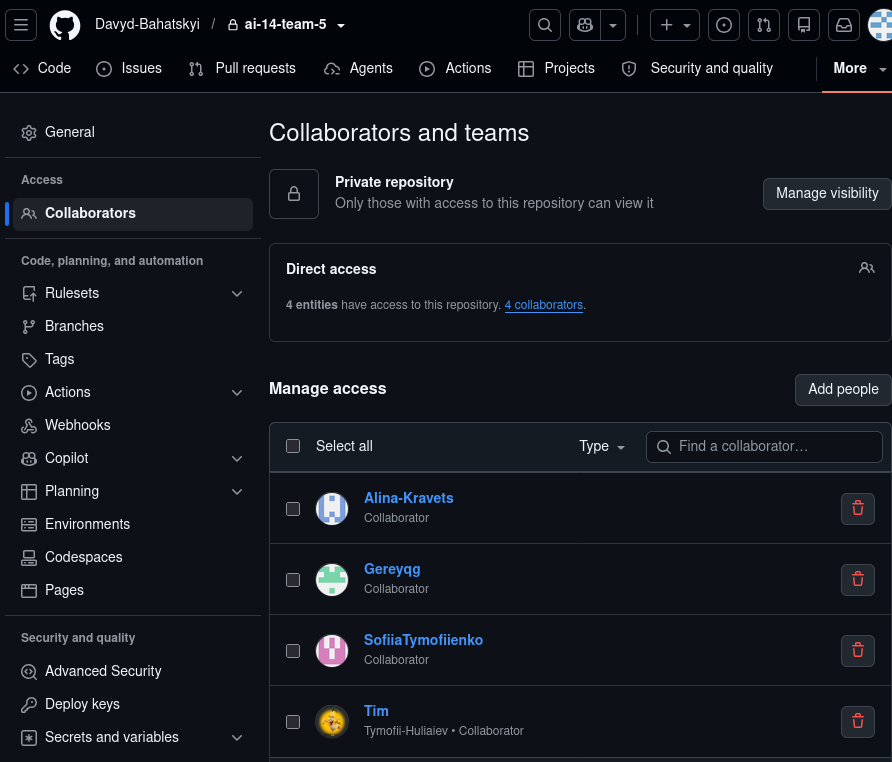 Davyd-Bahatskyi / ai-14-team-5
Code Issues Pull requests Agents Actions Projects Security and quality More
General
Access
Collaborators
Code, planning, and automation
Rulesets
Branches
Tags
Actions
Webhooks
Copilot
Planning
Environments
Codespaces
Pages
Security and quality
Advanced Security
Deploy keys
Secrets and variables
Collaborators and teams
Private repository
Only those with access to this repository can view it
Manage visibility
Direct access
4 entities have access to this repository. 4 collaborators.
Manage access
Add people
Select all Type Find a collaborator...
Alina-Kravets
Collaborator
Gereyqg
Collaborator
SofiiaTymofiienko
Collaborator
Tim
Tymofii-Huliaiev • Collaborator